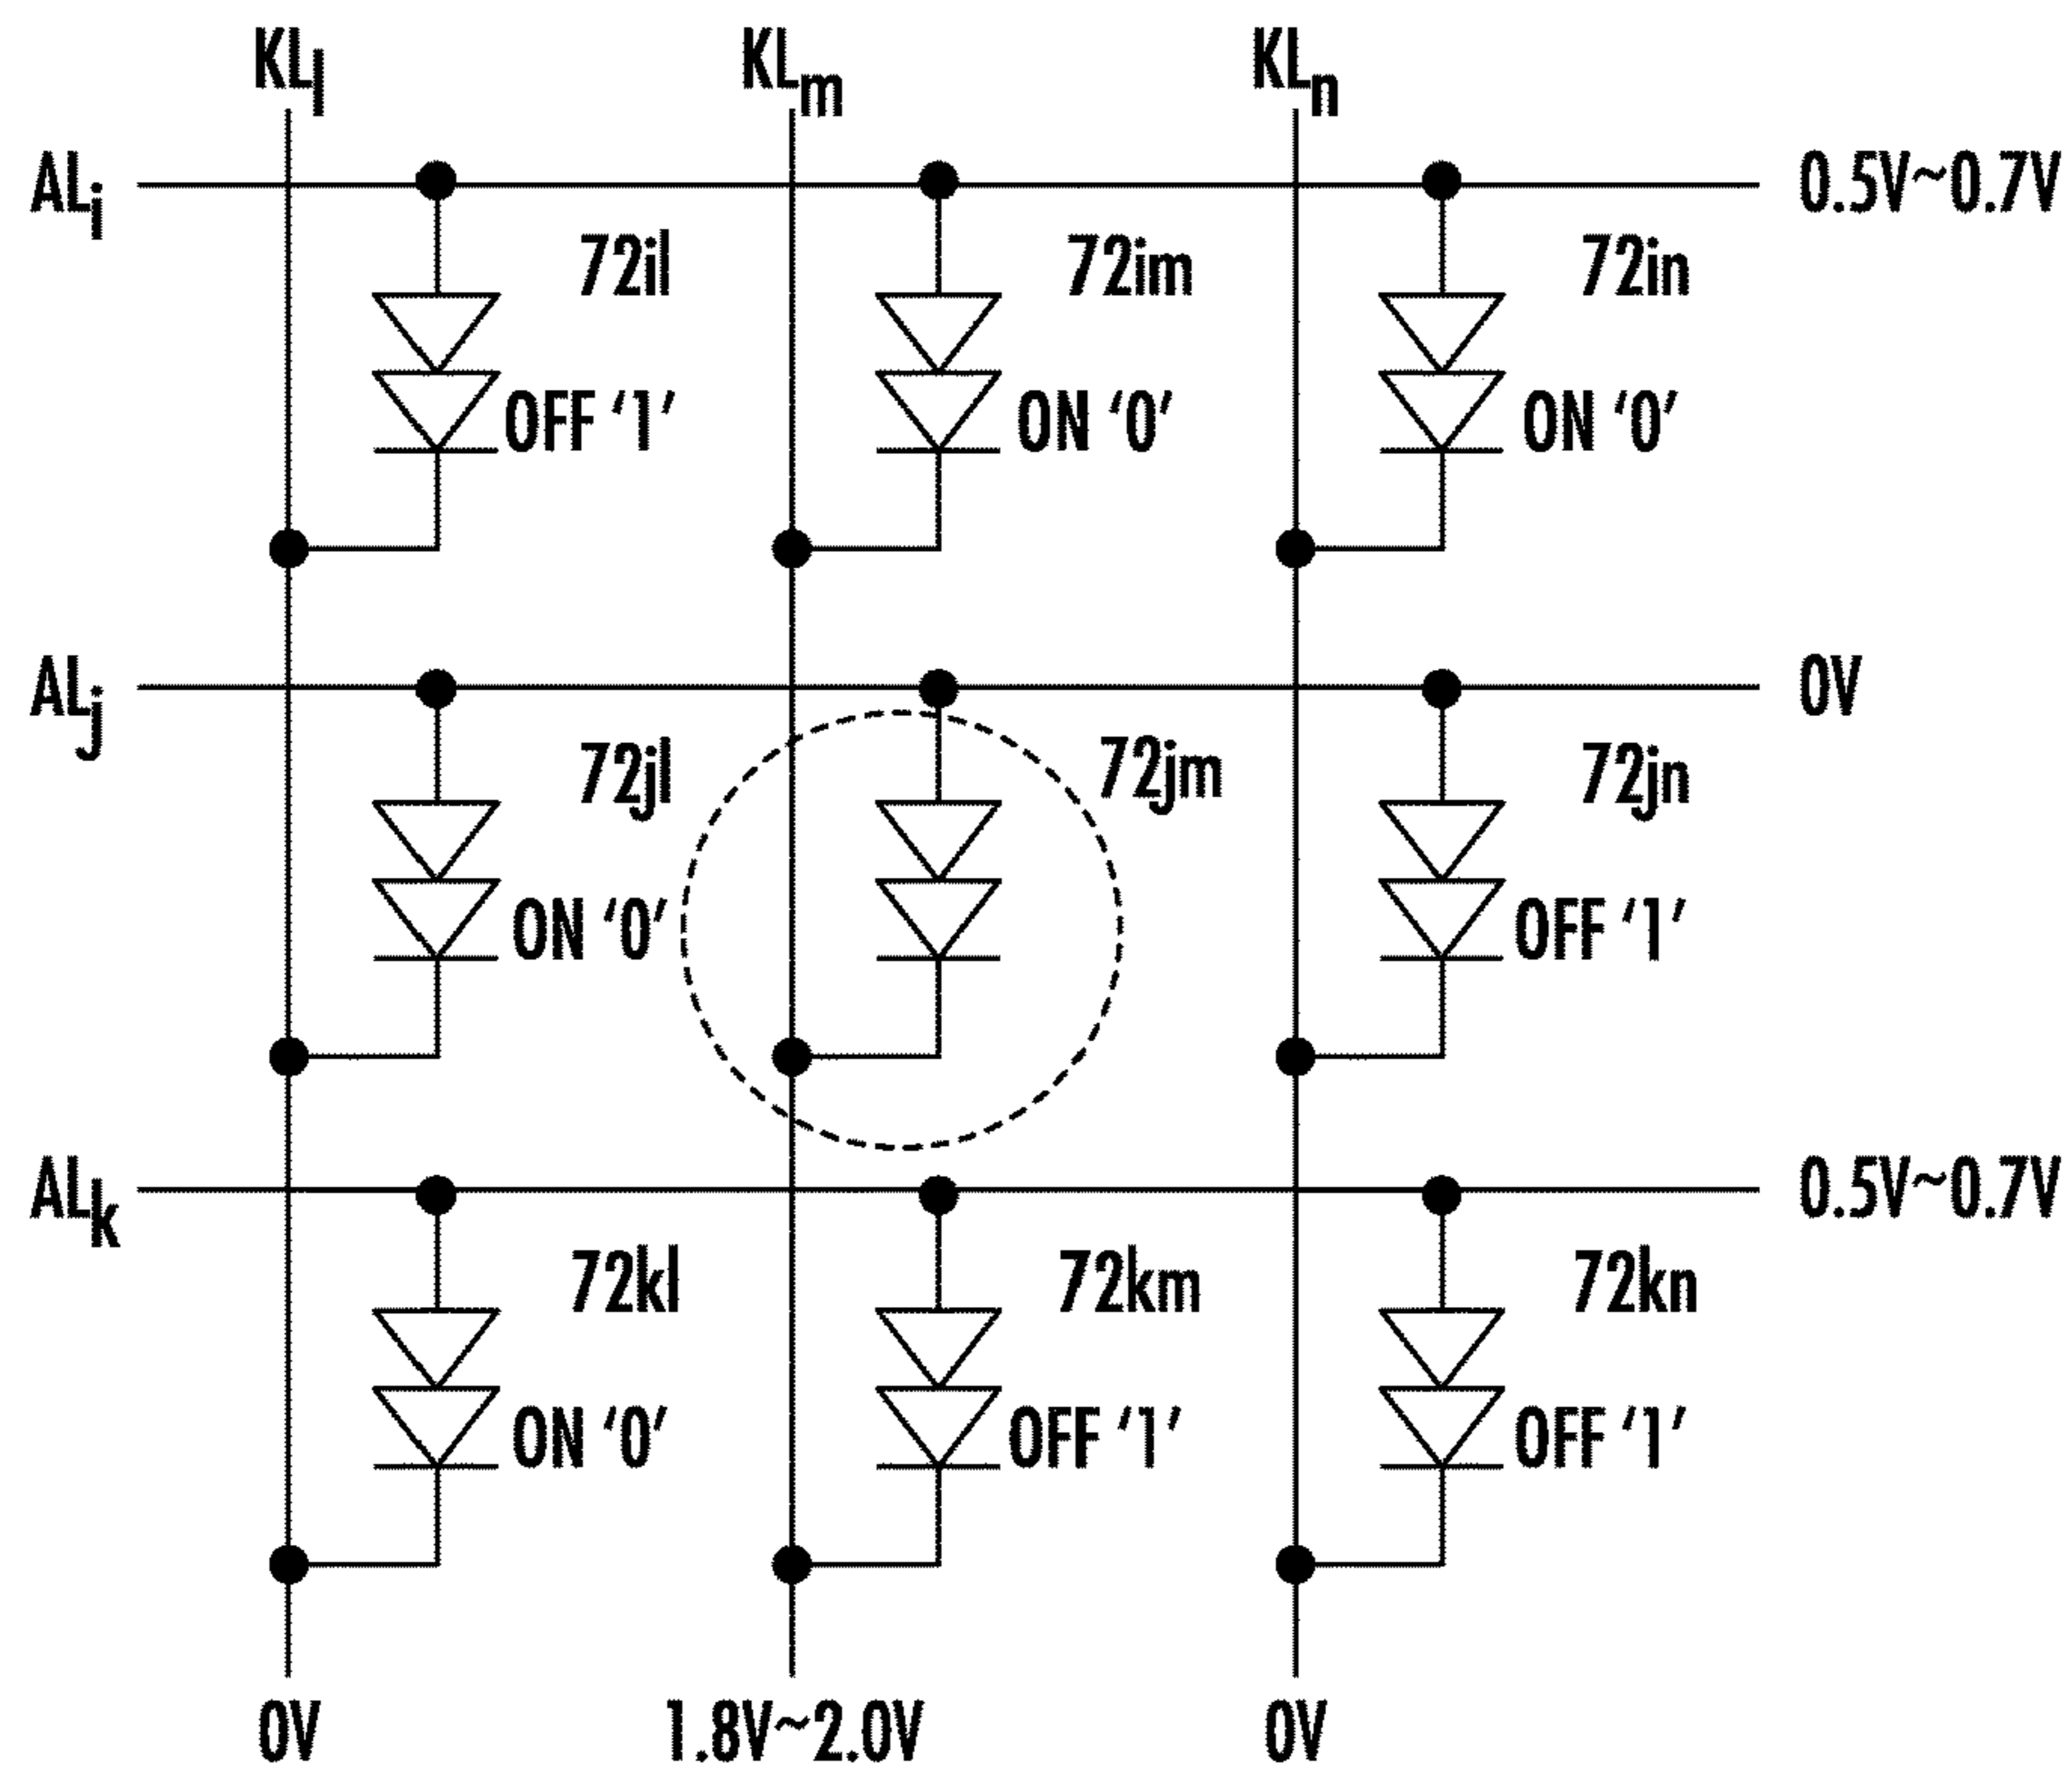 KLl KLm KLn
ALi 0.5V~0.7V
72il 72im 72in
OFF ‘1’ ON ‘0’ ON ‘0’
ALj 0V
72jl 72jm 72jn
ON ‘0’ OFF ‘1’
ALk 0.5V~0.7V
72kl 72km 72kn
ON ‘0’ OFF ‘1’ OFF ‘1’
0V 1.8V~2.0V 0V